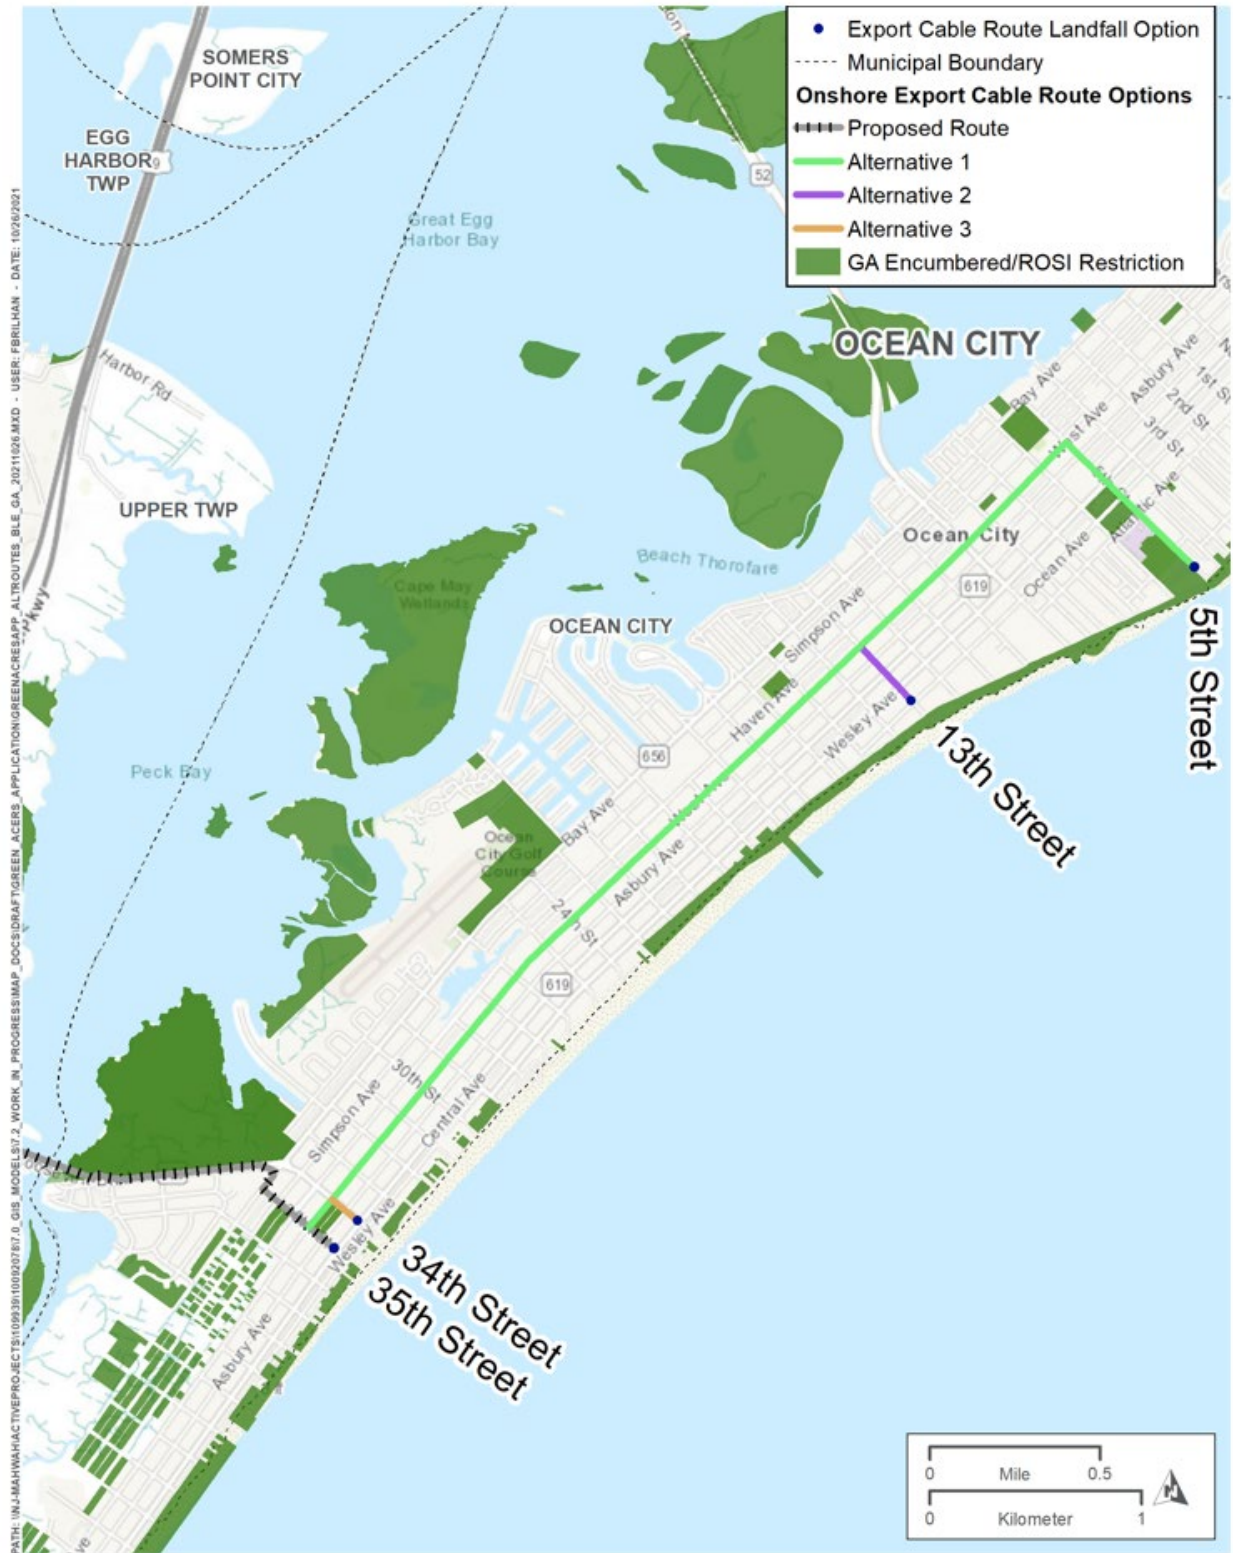 Export Cable Route Landfall Option
Municipal Boundary
Onshore Export Cable Route Options
Proposed Route
Alternative 1
Alternative 2
Alternative 3
GA Encumbered/ROSI Restriction
SOMERS
POINT CITY
EGG
HARBOR
TWP
9
52
Great Egg
Harbor Bay
Harbor Rd
OCEAN CITY
Bay Ave
Asbury Ave
1st St
2nd St
3rd St
West Ave
Atlantic Ave
UPPER TWP
Ocean City
Ocean Ave
619
Beach Thorofare
Cape May
Wetlands
Pkwy
OCEAN CITY
Simpson Ave
5th Street
Haven Ave
Wesley Ave
656
13th Street
Peck Bay
Bay Ave
Ocean
City Golf
Course
Asbury Ave
24th St
619
30th St
Simpson Ave
Central Ave
Wesley Ave
34th Street
35th Street
Asbury Ave
0 Mile 0.5
0 Kilometer 1
N